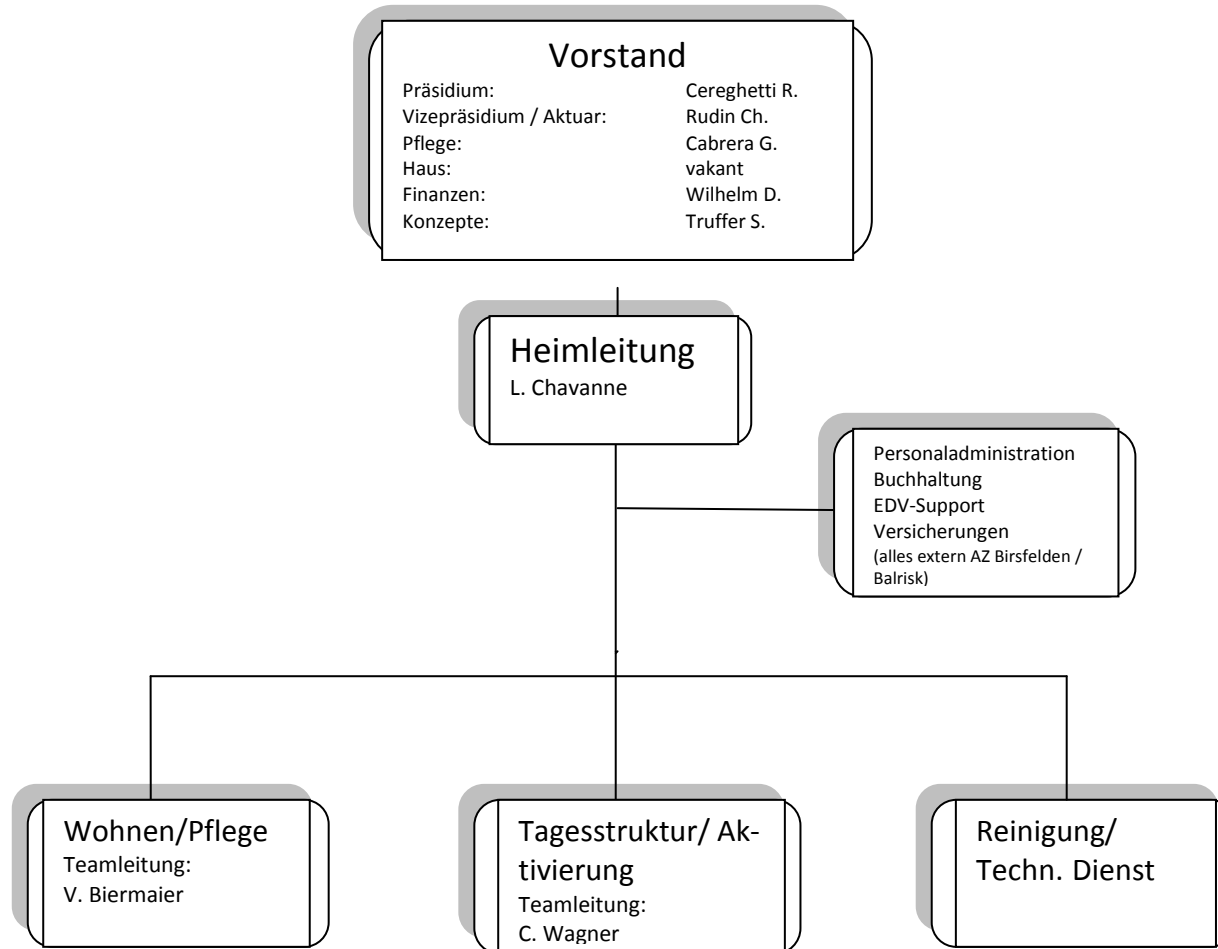 Vorstand
Präsidium: Cereghetti R.
Vizepräsidium / Aktuar: Rudin Ch.
Pflege: Cabrera G.
Haus: vakant
Finanzen: Wilhelm D.
Konzepte: Truffer S.
Heimleitung
L. Chavanne
Personaladministration
Buchhaltung
EDV-Support
Versicherungen
(alles extern AZ Birsfelden /
Balrisk)
Wohnen/Pflege
Teamleitung:
V. Biermaier
Tagesstruktur/ Ak-
tivierung
Teamleitung:
C. Wagner
Reinigung/
Techn. Dienst